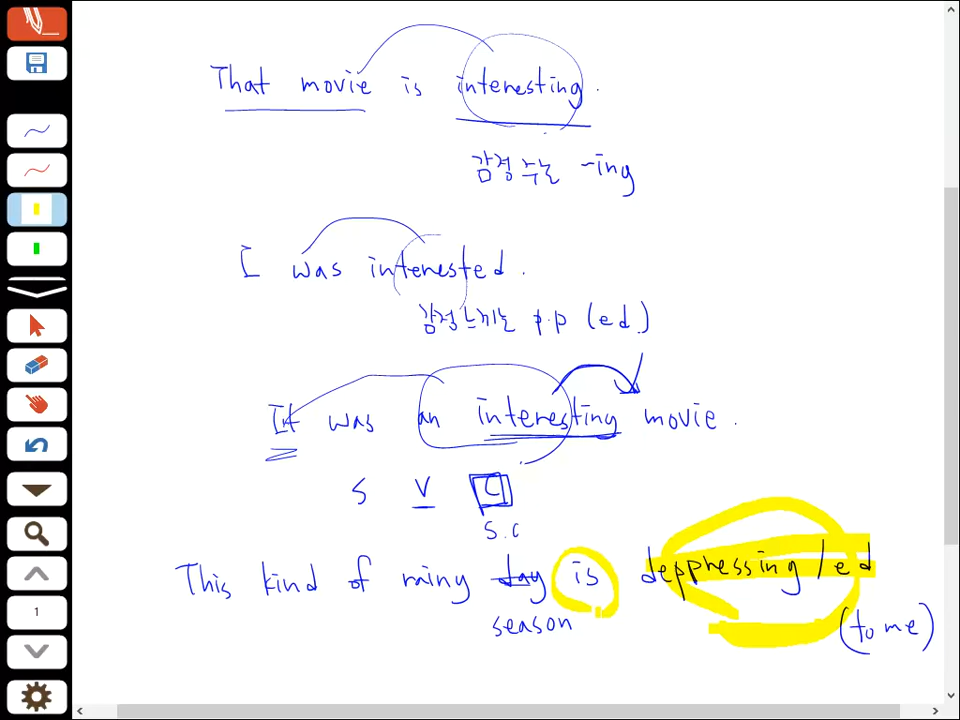 That movie is interesting.
감정 주는 -ing
I was interested.
감정 느끼는 p.p (ed)
It was an interesting movie.
S V C
S.C
This kind of rainy day is deppressing/ed
season (to me)
1